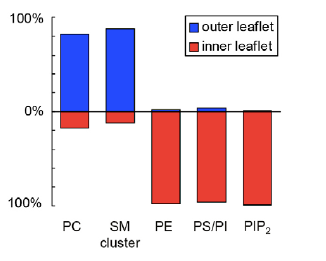 100%
outer leaflet
inner leaflet
0%
100%
PC SM PE PS/PI PIP₂
cluster